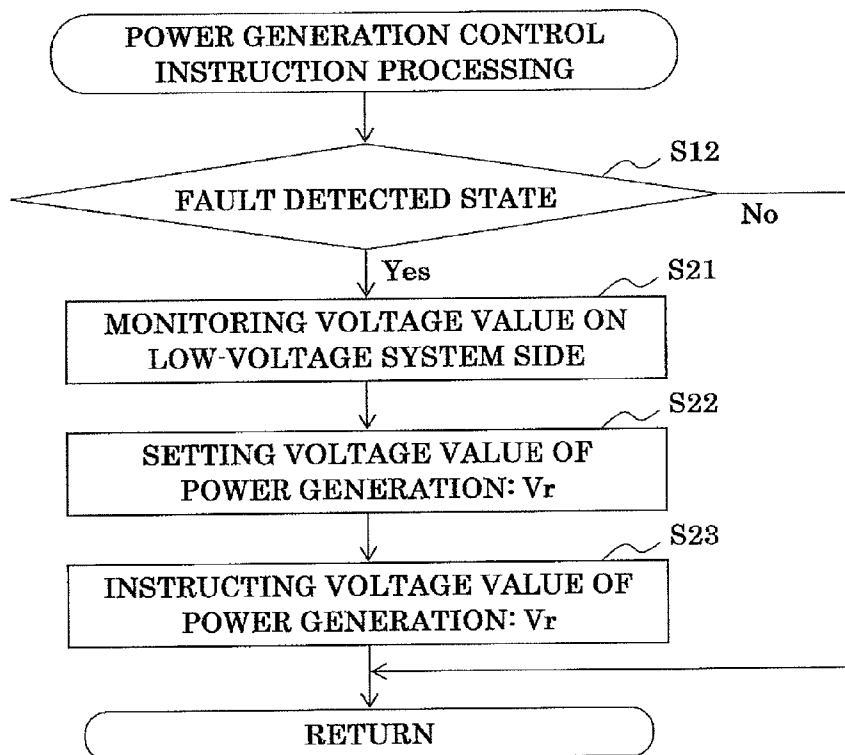 POWER GENERATION CONTROL
INSTRUCTION PROCESSING
S12
FAULT DETECTED STATE
No
Yes
S21
MONITORING VOLTAGE VALUE ON
LOW-VOLTAGE SYSTEM SIDE
S22
SETTING VOLTAGE VALUE OF
POWER GENERATION: Vr
S23
INSTRUCTING VOLTAGE VALUE OF
POWER GENERATION: Vr
RETURN